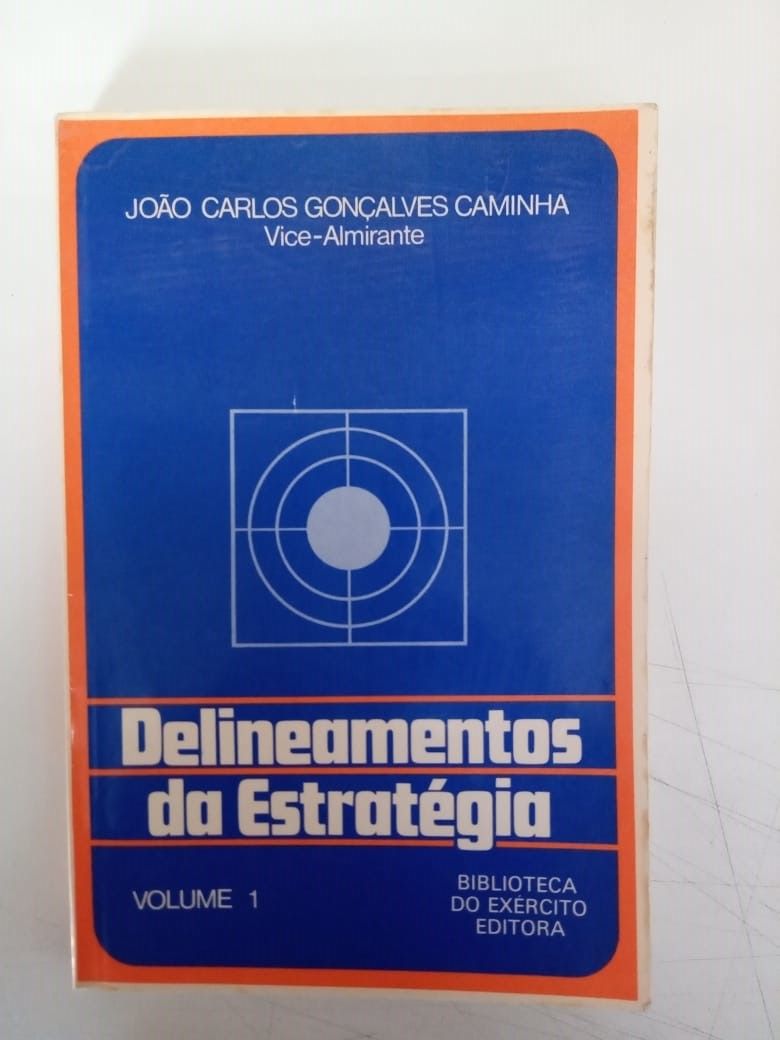 JOÃO CARLOS GONÇALVES CAMINHA
Vice-Almirante
Delineamentos
da Estratégia
VOLUME 1
BIBLIOTECA
DO EXÉRCITO
EDITORA